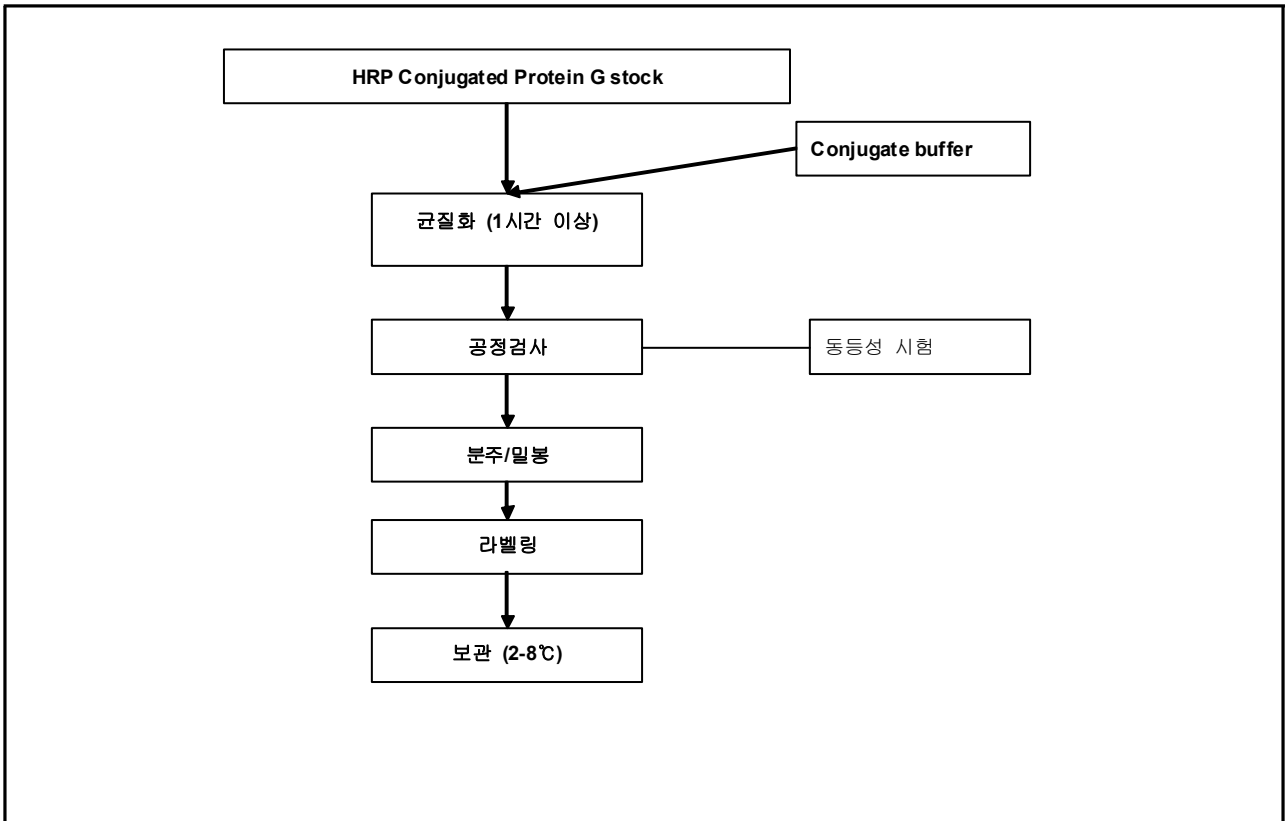 HRP Conjugated Protein G stock
Conjugate buffer
균질화 (1시간 이상)
공정검사
동등성 시험
분주/밀봉
라벨링
보관 (2-8℃)